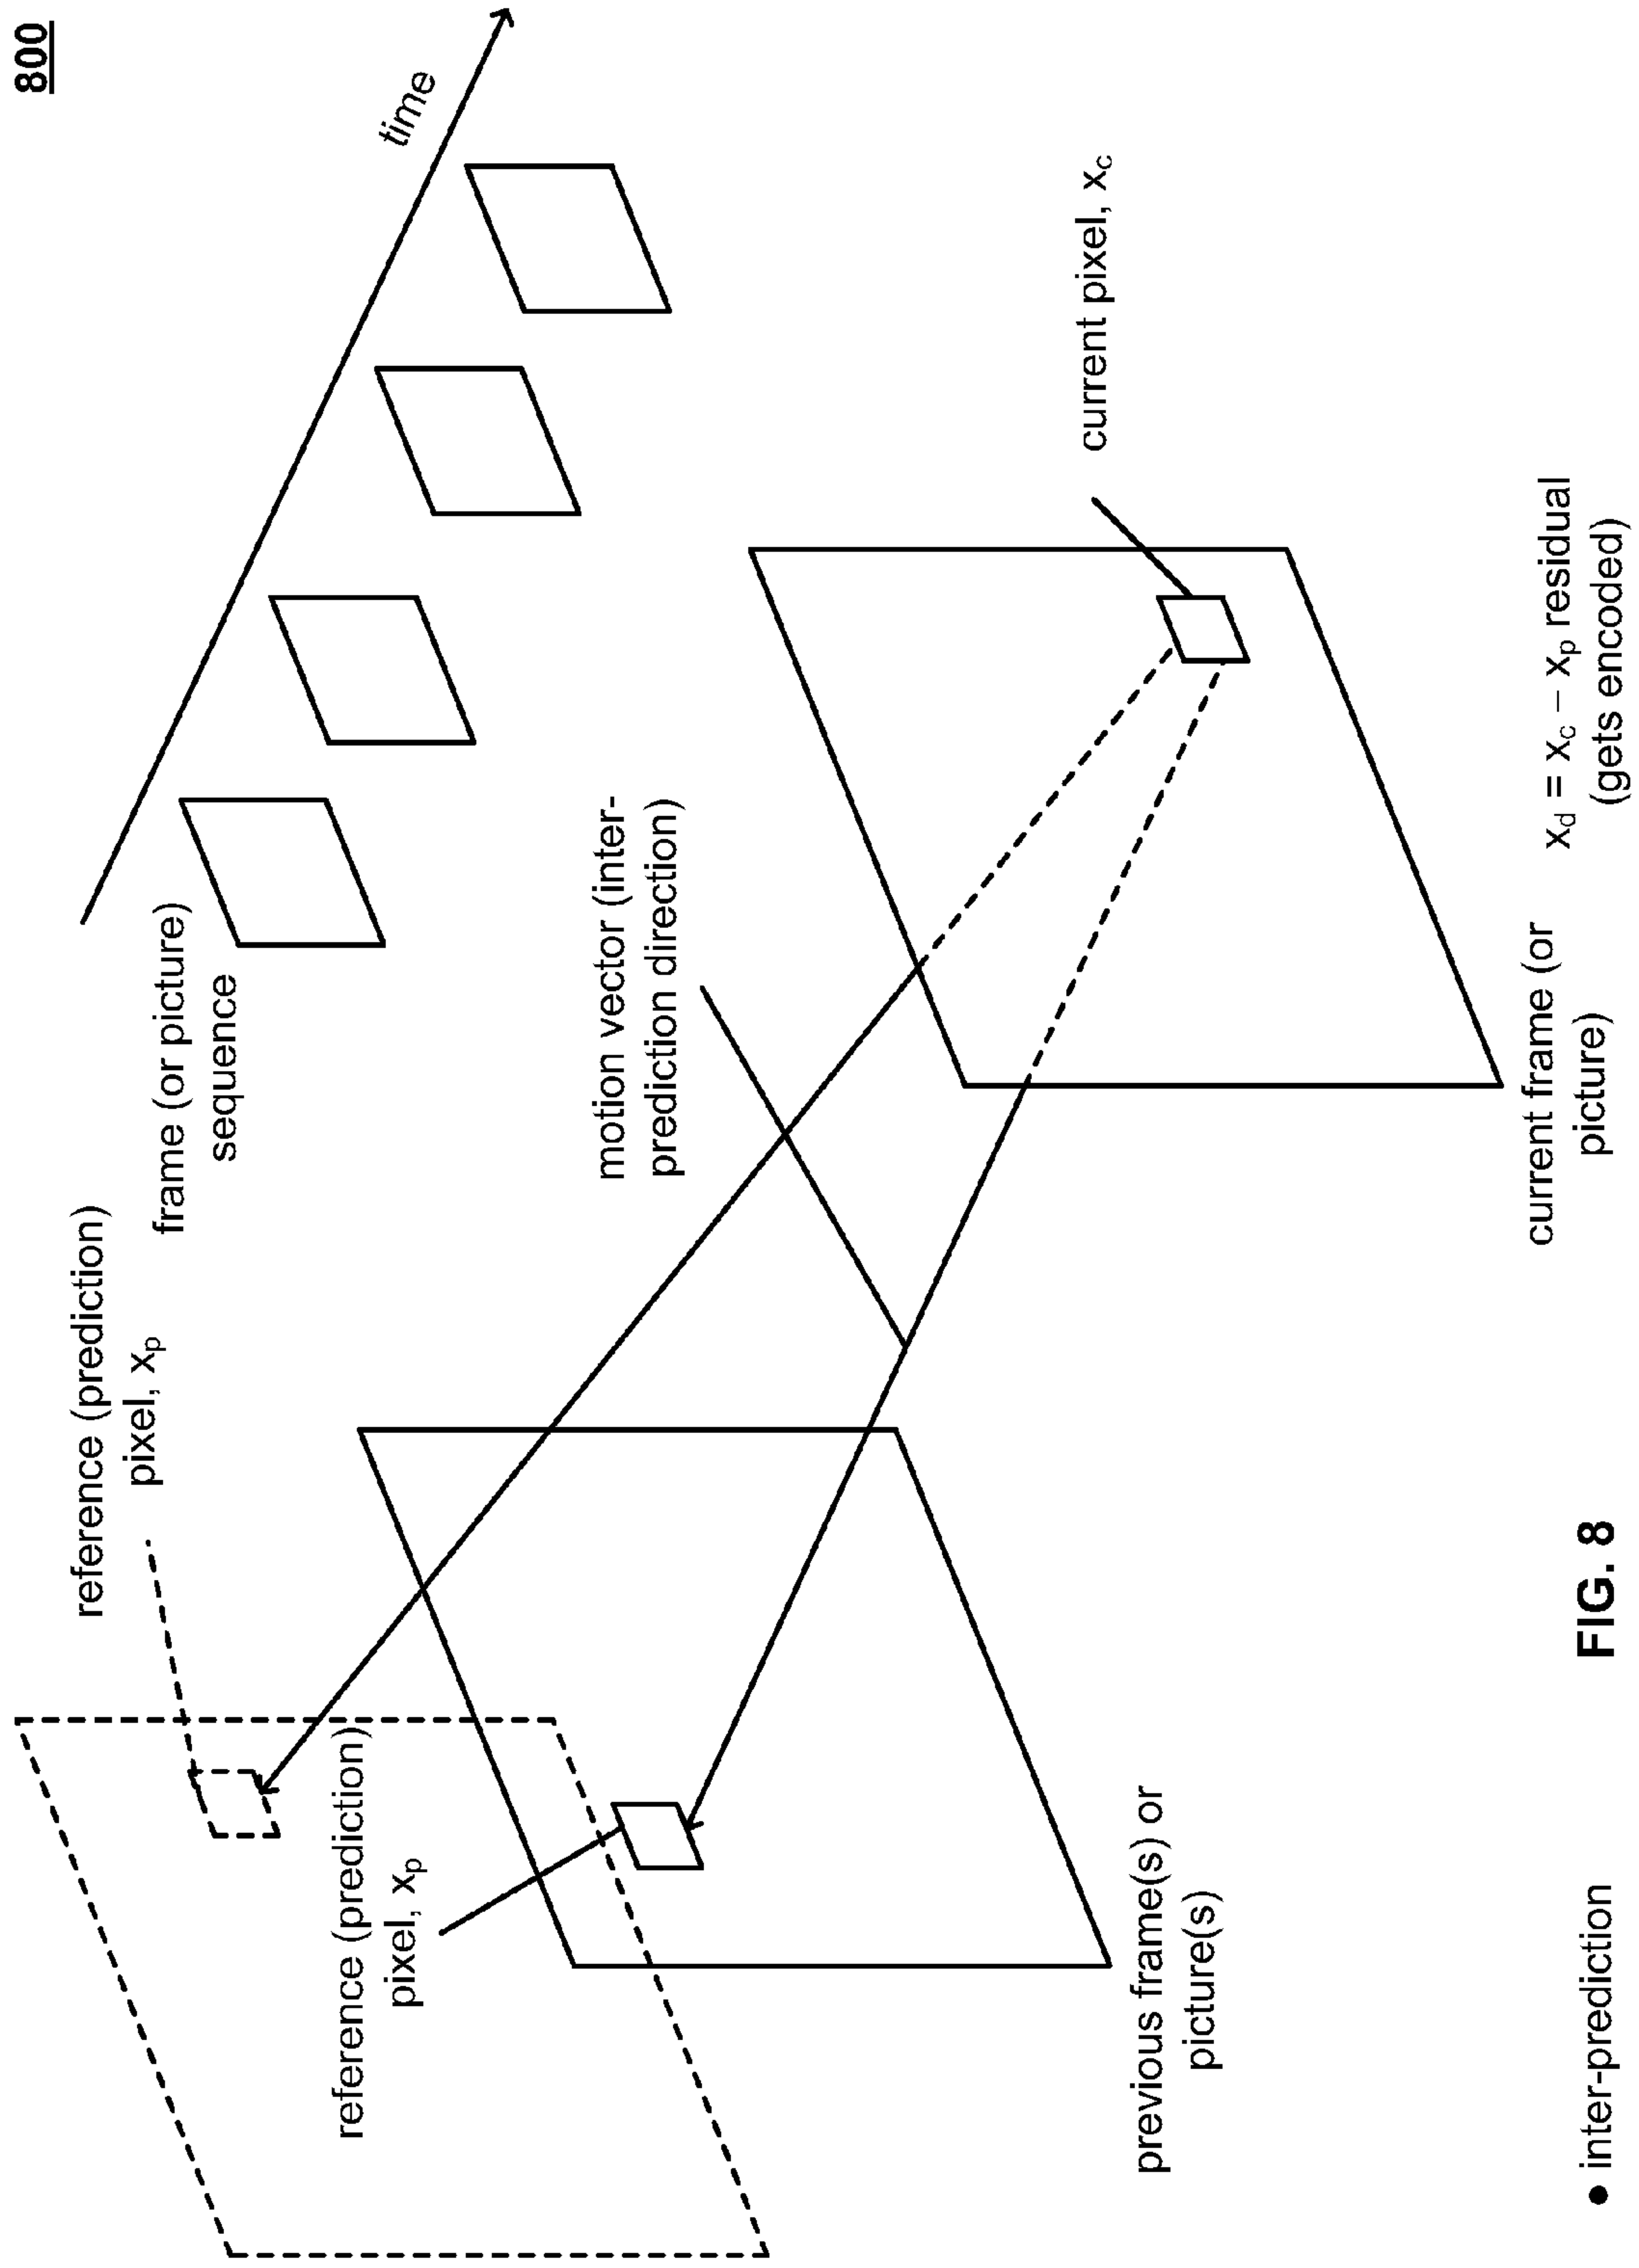 800
time
frame (or picture)
sequence
reference (prediction)
pixel, xp
reference (prediction)
pixel, xp
motion vector (inter-
prediction direction)
current pixel, xc
previous frame(s) or
picture(s)
current frame (or
picture)
xd = xc – xp residual
(gets encoded)
• inter-prediction
FIG. 8